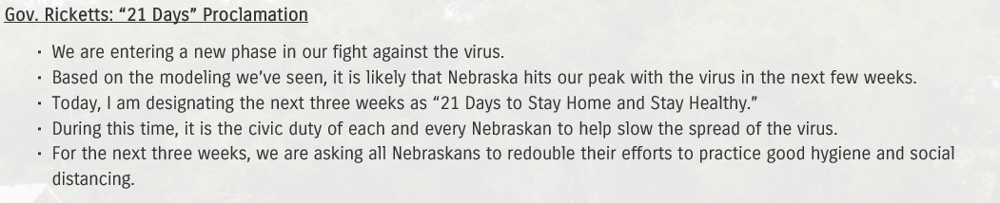 Gov. Ricketts: “21 Days” Proclamation
· We are entering a new phase in our fight against the virus.
· Based on the modeling we’ve seen, it is likely that Nebraska hits our peak with the virus in the next few weeks.
· Today, I am designating the next three weeks as “21 Days to Stay Home and Stay Healthy.”
· During this time, it is the civic duty of each and every Nebraskan to help slow the spread of the virus.
· For the next three weeks, we are asking all Nebraskans to redouble their efforts to practice good hygiene and social
distancing.